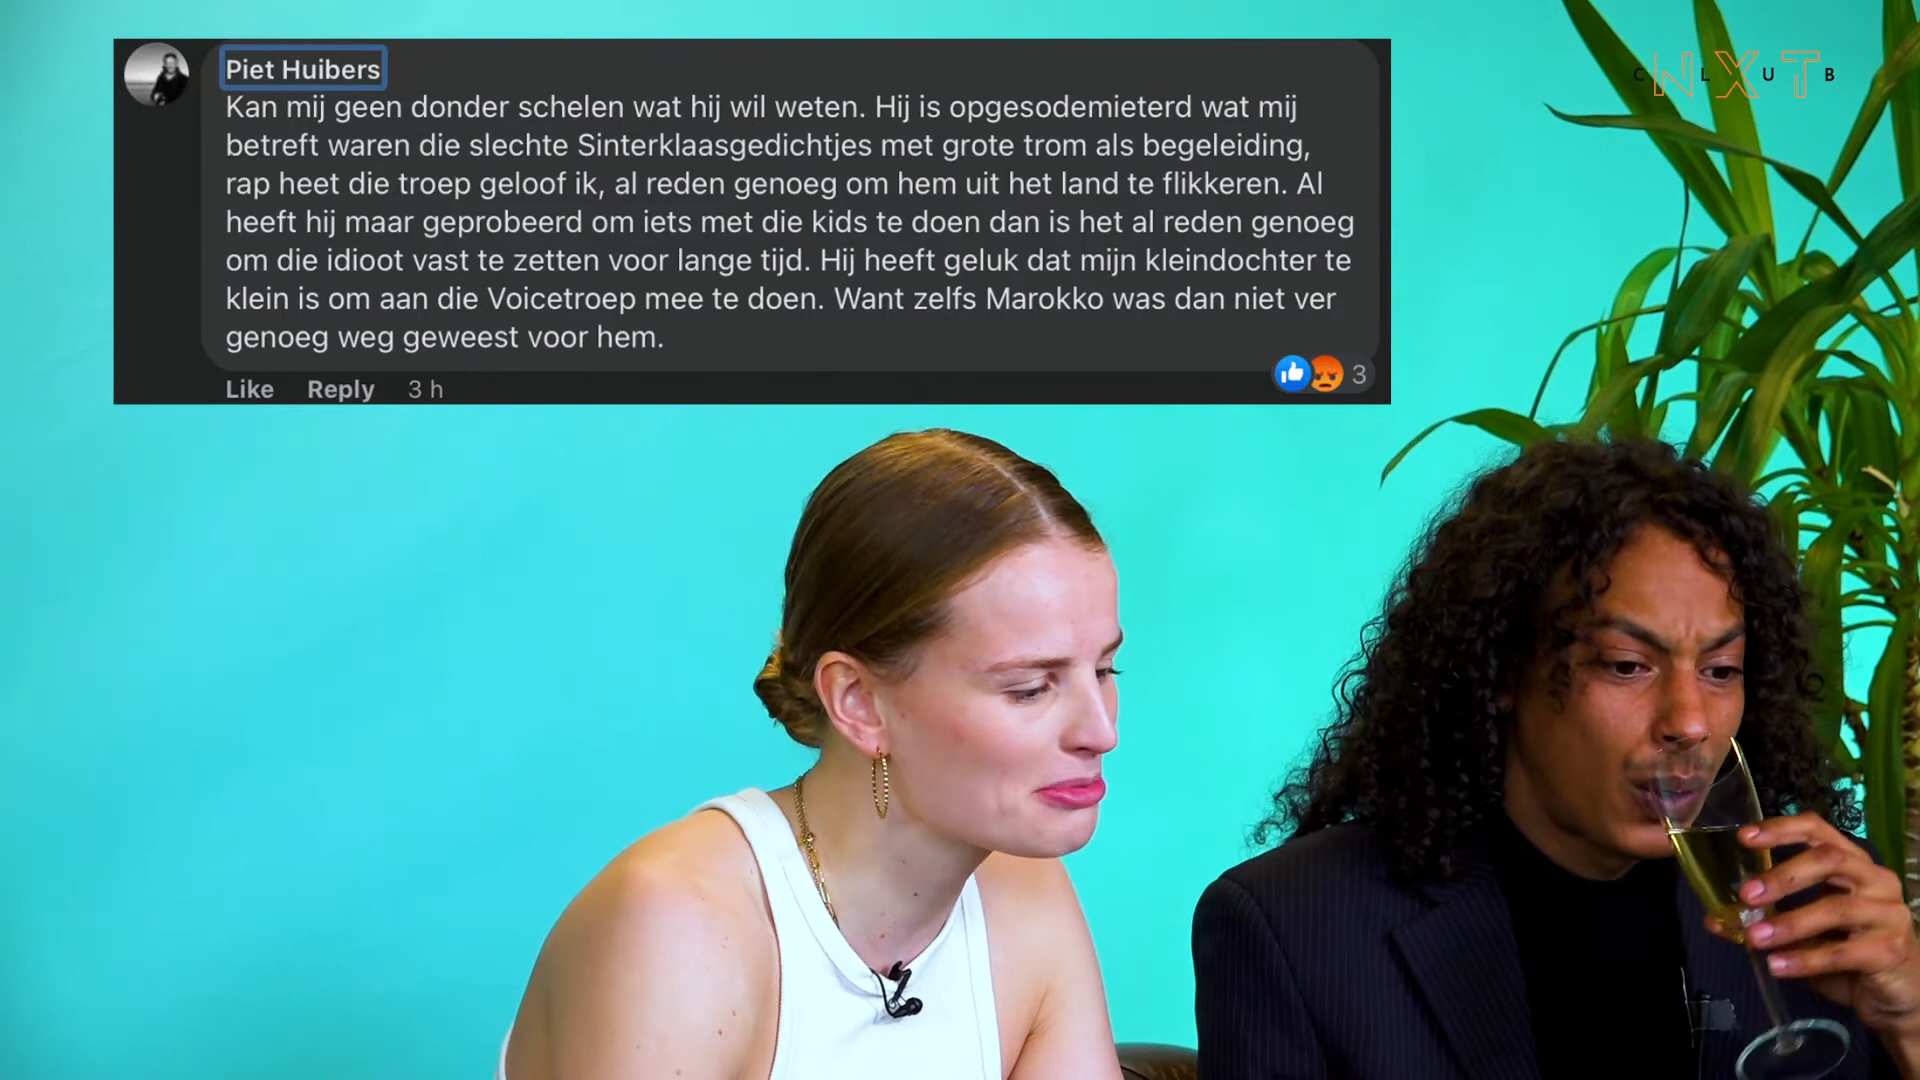 CLUB
NXT
Piet Huibers
Kan mij geen donder schelen wat hij wil weten. Hij is opgesodemieterd wat mij
betreft waren die slechte Sinterklaasgedichtjes met grote trom als begeleiding,
rap heet die troep geloof ik, al reden genoeg om hem uit het land te flikkeren. Al
heeft hij maar geprobeerd om iets met die kids te doen dan is het al reden genoeg
om die idioot vast te zetten voor lange tijd. Hij heeft geluk dat mijn kleindochter te
klein is om aan die Voicetroep mee te doen. Want zelfs Marokko was dan niet ver
genoeg weg geweest voor hem.
Like Reply 3 h
3